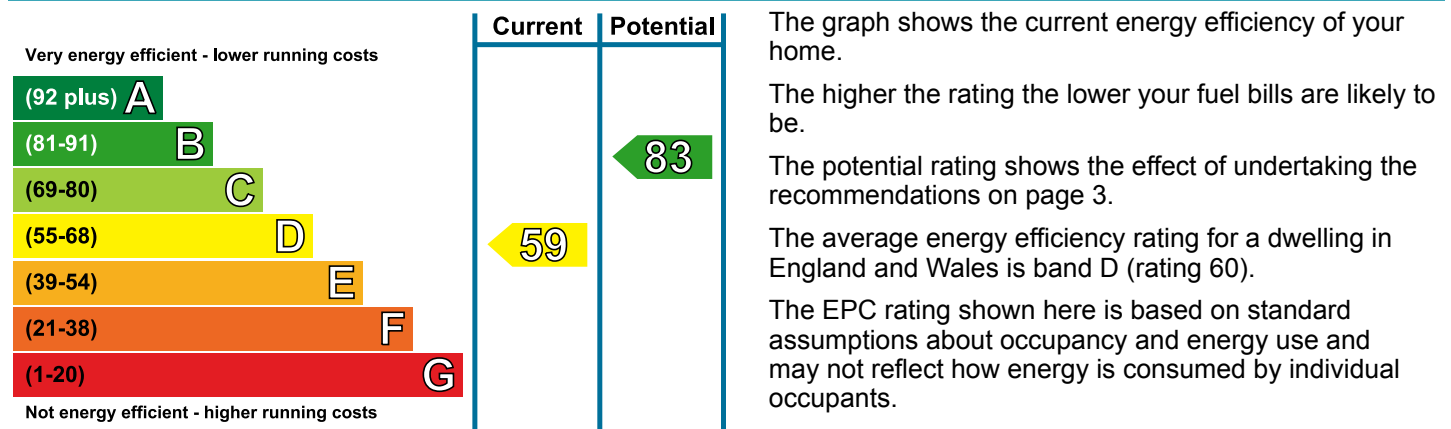 Current Potential
Very energy efficient - lower running costs
(92 plus) A
(81-91) B
83
(69-80) C
(55-68) D
59
(39-54) E
(21-38) F
(1-20) G
Not energy efficient - higher running costs
The graph shows the current energy efficiency of your
home.
The higher the rating the lower your fuel bills are likely to
be.
The potential rating shows the effect of undertaking the
recommendations on page 3.
The average energy efficiency rating for a dwelling in
England and Wales is band D (rating 60).
The EPC rating shown here is based on standard
assumptions about occupancy and energy use and
may not reflect how energy is consumed by individual
occupants.